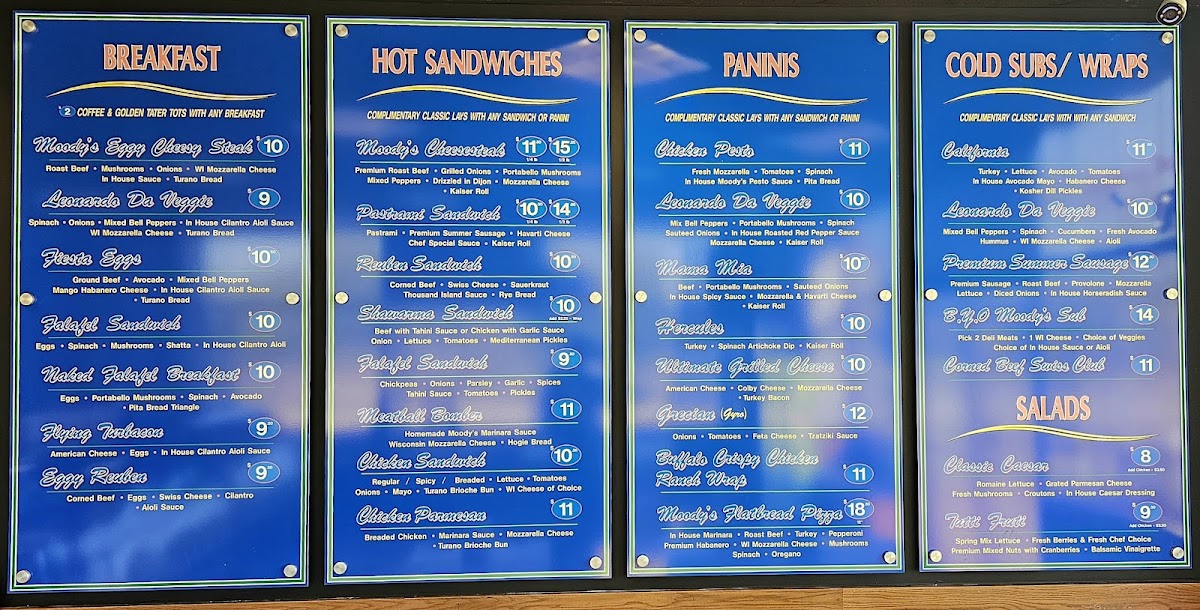 BREAKFAST
$2 COFFEE & GOLDEN TATER TOTS WITH ANY BREAKFAST
Moody's Eggy Cheesy Steak $10
Roast Beef • Mushrooms • Onions • WI Mozzarella Cheese
In House Sauce • Turano Bread
Leonardo Da Veggie $9
Spinach • Onions • Mixed Bell Peppers • In House Cilantro Aioli Sauce
WI Mozzarella Cheese • Turano Bread
Fiesta Eggs $10
Ground Beef • Avocado • Mixed Bell Peppers
Mango Habanero Cheese • In House Cilantro Aioli Sauce
• Turano Bread
Falafel Sandwich $10
Eggs • Spinach • Mushrooms • Shatta • In House Cilantro Aioli
Naked Falafel Breakfast $10
Eggs • Portabello Mushrooms • Spinach • Avocado
• Pita Bread Triangle
Flying Turbacon $9
American Cheese • Eggs • In House Cilantro Aioli Sauce
Eggy Reuben $9
Corned Beef • Eggs • Swiss Cheese • Cilantro
• Aioli Sauce
HOT SANDWICHES
COMPLIMENTARY CLASSIC LAYS WITH ANY SANDWICH OR PANINI
Moody's Cheesesteak $11 1/4 lb $15 1/2 lb
Premium Roast Beef • Grilled Onions • Portabello Mushrooms
Mixed Peppers • Drizzled in Dijon • Mozzarella Cheese
• Kaiser Roll
Pastrami Sandwich $10 1/4 lb $14 1/2 lb
Pastrami • Premium Summer Sausage • Havarti Cheese
Chef Special Sauce • Kaiser Roll
Reuben Sandwich $10
Corned Beef • Swiss Cheese • Sauerkraut
Thousand Island Sauce • Rye Bread
Shawarma Sandwich $10
Beef with Tahini Sauce or Chicken with Garlic Sauce
Onion • Lettuce • Tomatoes • Mediterranean Pickles
Falafel Sandwich $9
Chickpeas • Onions • Parsley • Garlic • Spices
Tahini Sauce • Tomatoes • Pickles
Meatball Bomber $11
Homemade Moody's Marinara Sauce
Wisconsin Mozzarella Cheese • Hogie Bread
Chicken Sandwich $10
Regular / Spicy / Breaded • Lettuce • Tomatoes
Onions • Mayo • Turano Brioche Bun • WI Cheese of Choice
Chicken Parmesan $11
Breaded Chicken • Marinara Sauce • Mozzarella Cheese
• Turano Brioche Bun
PANINIS
COMPLIMENTARY CLASSIC LAYS WITH ANY SANDWICH OR PANINI
Chicken Pesto $11
Fresh Mozzarella • Tomatoes • Spinach
In House Moody's Pesto Sauce • Pita Bread
Leonardo Da Veggie $10
Mix Bell Peppers • Portabello Mushrooms • Spinach
Sauteed Onions • In House Roasted Red Pepper Sauce
Mozzarella Cheese • Kaiser Roll
Mama Mia $10
Beef • Portabello Mushrooms • Sauteed Onions
In House Spicy Sauce • Mozzarella & Havarti Cheese
• Kaiser Roll
Hercules $10
Turkey • Spinach Artichoke Dip • Kaiser Roll
Ultimate Grilled Cheese $10
American Cheese • Colby Cheese • Mozzarella Cheese
• Turkey Bacon
Grecian (Gyro) $12
Onions • Tomatoes • Feta Cheese • Tzatziki Sauce
Buffalo Crispy Chicken
Ranch Wrap $11
Moody's Flatbread Pizza $18
In House Marinara • Roast Beef • Turkey • Pepperoni
Premium Habanero • WI Mozzarella Cheese • Mushrooms
Spinach • Oregano
COLD SUBS/ WRAPS
COMPLIMENTARY CLASSIC LAYS WITH ANY SANDWICH
California $11
Turkey • Lettuce • Avocado • Tomatoes
In House Avocado Mayo • Habanero Cheese
• Kosher Dill Pickles
Leonardo Da Veggie $10
Mixed Bell Peppers • Spinach • Cucumbers • Fresh Avocado
Hummus • WI Mozzarella Cheese • Aioli
Premium Summer Sausage $12
Premium Sausage • Roast Beef • Provolone • Mozzarella
Lettuce • Diced Onions • In House Horseradish Sauce
B.Y.O Moody's Sub $14
Pick 2 Deli Meats • 1 WI Cheese • Choice of Veggies
Choice of In House Sauce or Aioli
Corned Beef Swiss Club $11
SALADS
Classic Caesar $8
Add Chicken
Romaine Lettuce • Grated Parmesan Cheese
Fresh Mushrooms • Croutons • In House Caesar Dressing
Tutti Fruti $9
Add Chicken
Spring Mix Lettuce • Fresh Berries & Fresh Chef Choice
Premium Mixed Nuts with Cranberries • Balsamic Vinaigrette